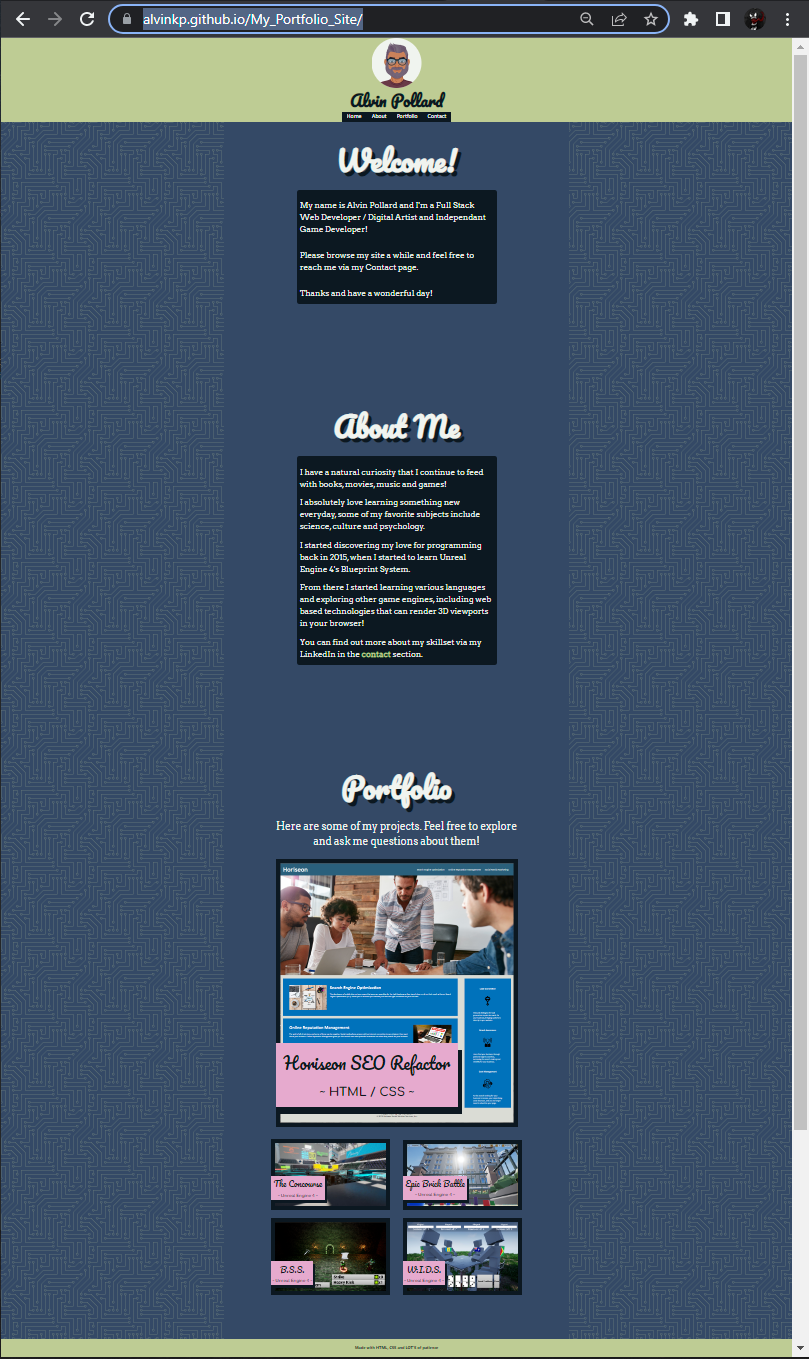 alvinkp.github.io/My_Portfolio_Site/
Alvin Pollard
Home About Portfolio Contact
Welcome!
My name is Alvin Pollard and I'm a Full Stack
Web Developer / Digital Artist and Independant
Game Developer!
Please browse my site a while and feel free to
reach me via my Contact page.
Thanks and have a wonderful day!
About Me
I have a natural curiosity that I continue to feed
with books, movies, music and games!
I absolutely love learning something new
everyday, some of my favorite subjects include
science, culture and psychology.
I started discovering my love for programming
back in 2015, when I started to learn Unreal
Engine 4's Blueprint System.
From there I started learning various languages
and exploring other game engines, including web
based technologies that can render 3D viewports
in your browser!
You can find out more about my skillset via my
LinkedIn in the contact section.
Portfolio
Here are some of my projects. Feel free to explore
and ask me questions about them!
Horiseon
Search Engine Optimization
Online Reputation Management
Horiseon SEO Refactor
~ HTML / CSS ~
The Concourse
~ Unreal Engine 4 ~
Epic Brick Battle
~ Unreal Engine 4 ~
B.S.S.
~ Unreal Engine 4 ~
W.I.D.S.
~ Unreal Engine 4 ~
Made with HTML, CSS and LOT'S of patience